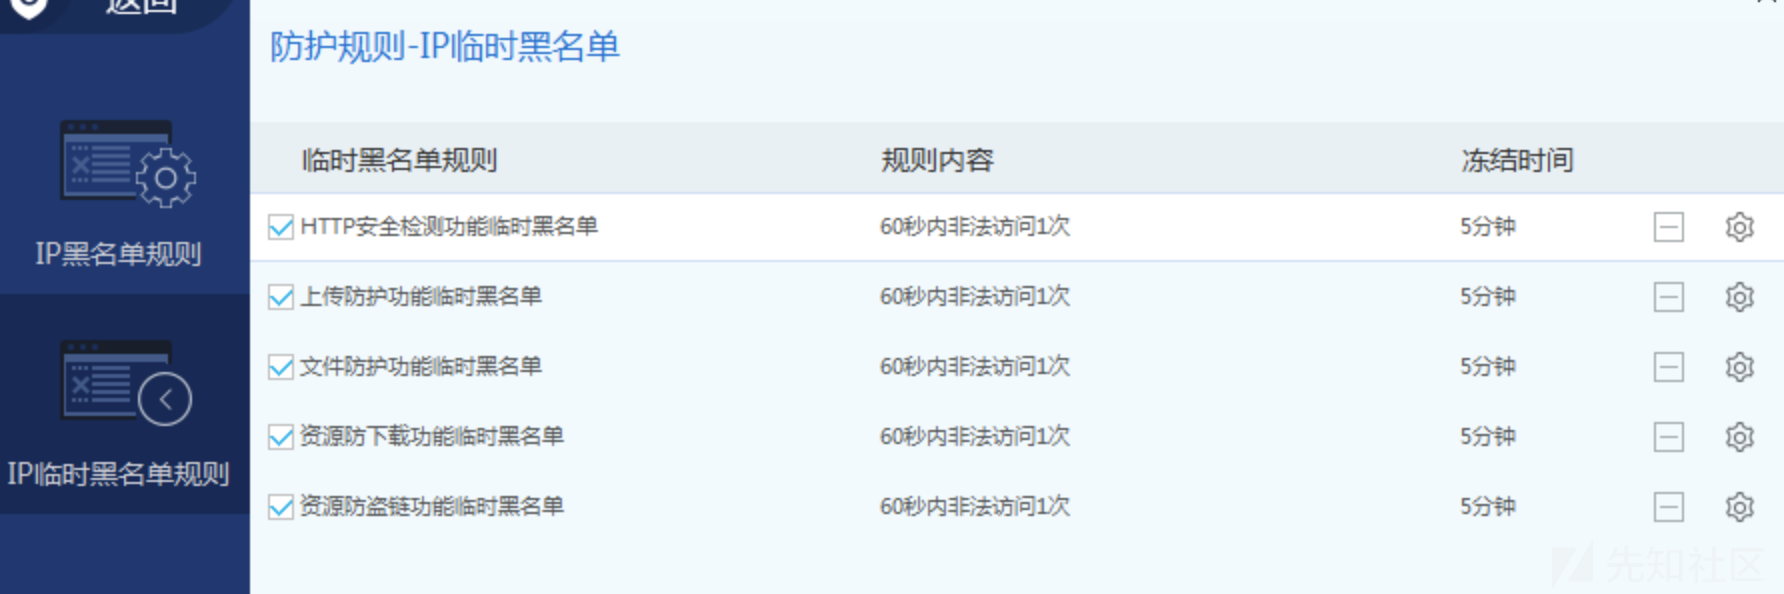 返回
防护规则-IP临时黑名单
IP黑名单规则
IP临时黑名单规则
临时黑名单规则 规则内容 冻结时间
HTTP安全检测功能临时黑名单 60秒内非法访问1次 5分钟
上传防护功能临时黑名单 60秒内非法访问1次 5分钟
文件防护功能临时黑名单 60秒内非法访问1次 5分钟
资源防下载功能临时黑名单 60秒内非法访问1次 5分钟
资源防盗链功能临时黑名单 60秒内非法访问1次 5分钟
先知社区